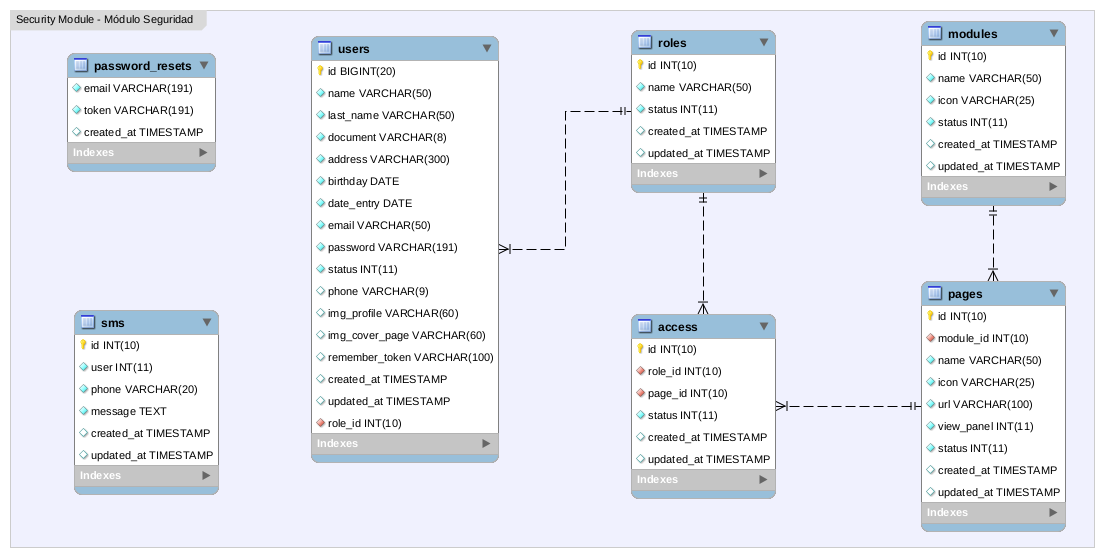 Security Module - Módulo Seguridad
password_resets
email VARCHAR(191)
token VARCHAR(191)
created_at TIMESTAMP
Indexes
sms
id INT(10)
user INT(11)
phone VARCHAR(20)
message TEXT
created_at TIMESTAMP
updated_at TIMESTAMP
Indexes
users
id BIGINT(20)
name VARCHAR(50)
last_name VARCHAR(50)
document VARCHAR(8)
address VARCHAR(300)
birthday DATE
date_entry DATE
email VARCHAR(50)
password VARCHAR(191)
status INT(11)
phone VARCHAR(9)
img_profile VARCHAR(60)
img_cover_page VARCHAR(60)
remember_token VARCHAR(100)
created_at TIMESTAMP
updated_at TIMESTAMP
role_id INT(10)
Indexes
roles
id INT(10)
name VARCHAR(50)
status INT(11)
created_at TIMESTAMP
updated_at TIMESTAMP
Indexes
access
id INT(10)
role_id INT(10)
page_id INT(10)
status INT(11)
created_at TIMESTAMP
updated_at TIMESTAMP
Indexes
modules
id INT(10)
name VARCHAR(50)
icon VARCHAR(25)
status INT(11)
created_at TIMESTAMP
updated_at TIMESTAMP
Indexes
pages
id INT(10)
module_id INT(10)
name VARCHAR(50)
icon VARCHAR(25)
url VARCHAR(100)
view_panel INT(11)
status INT(11)
created_at TIMESTAMP
updated_at TIMESTAMP
Indexes